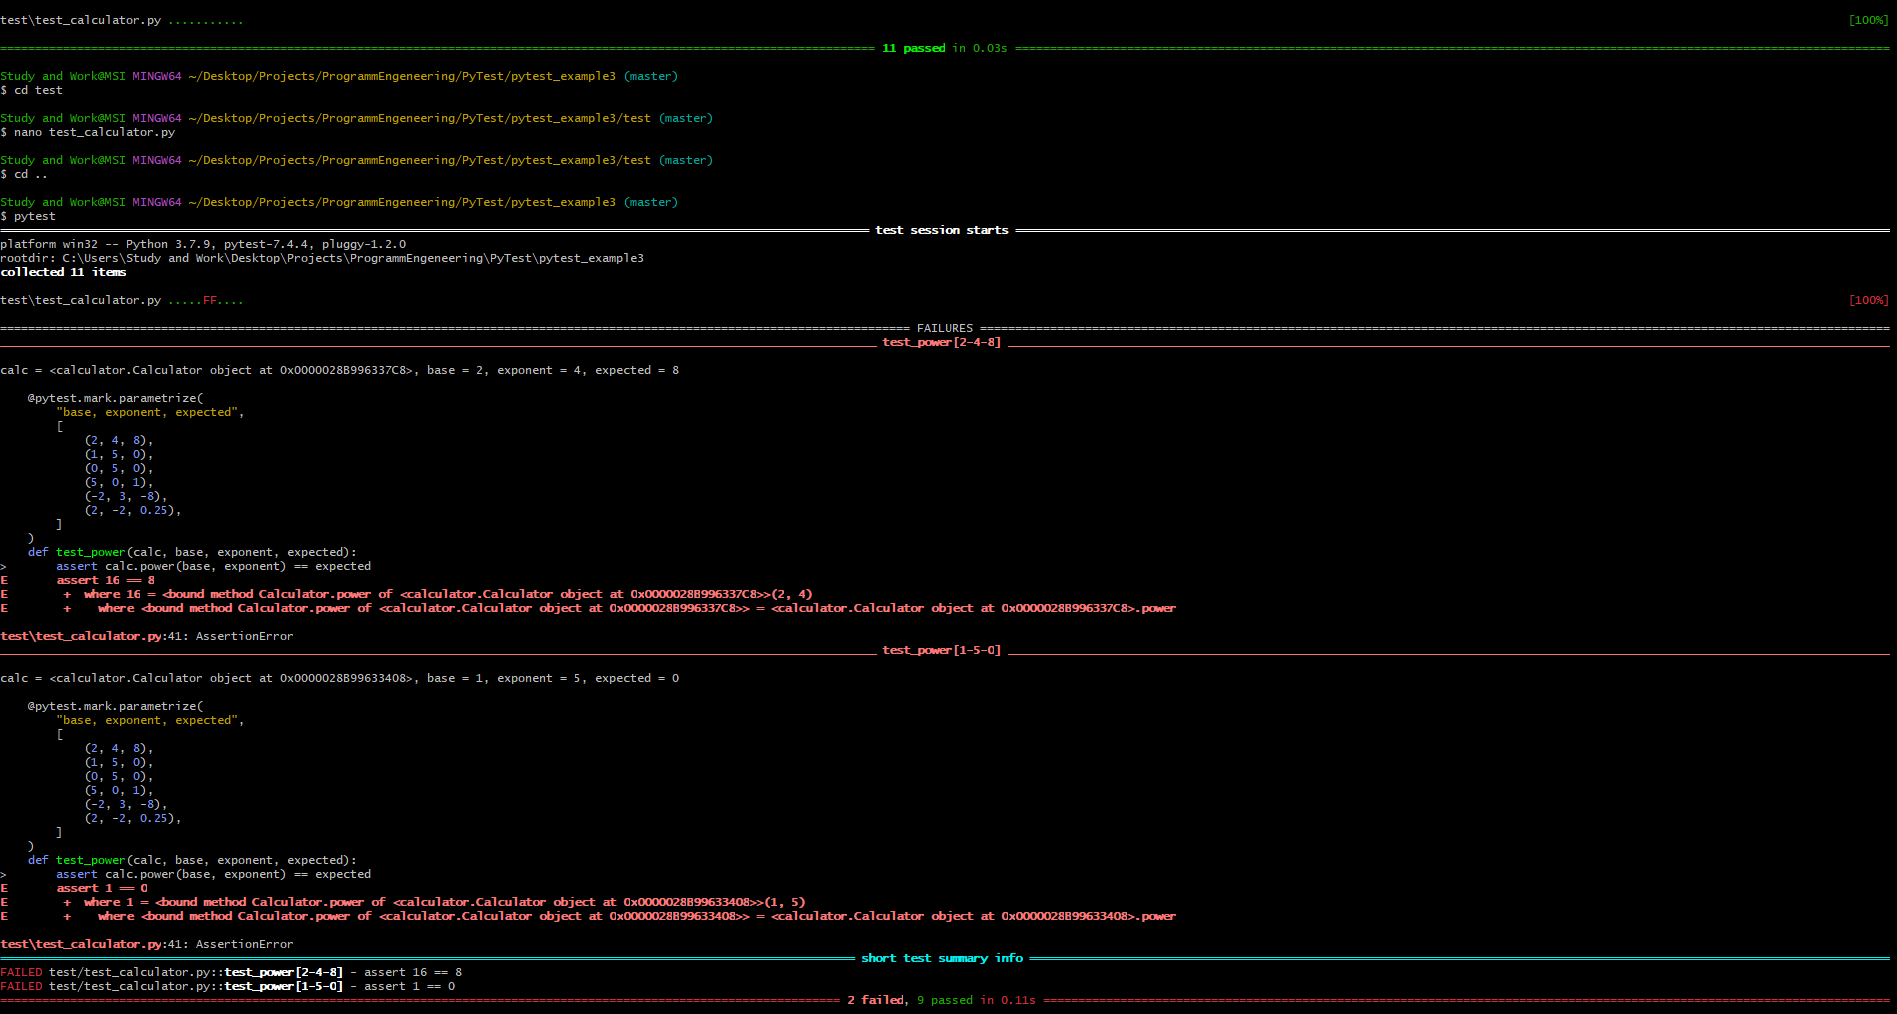 test\test_calculator.py ........... [100%]
11 passed in 0.03s
Study and Work@MSI MINGW64 ~/Desktop/Projects/ProgrammEngeneering/PyTest/pytest_example3 (master)
$ cd test
Study and Work@MSI MINGW64 ~/Desktop/Projects/ProgrammEngeneering/PyTest/pytest_example3/test (master)
$ nano test_calculator.py
Study and Work@MSI MINGW64 ~/Desktop/Projects/ProgrammEngeneering/PyTest/pytest_example3/test (master)
$ cd ..
Study and Work@MSI MINGW64 ~/Desktop/Projects/ProgrammEngeneering/PyTest/pytest_example3 (master)
$ pytest
test session starts
platform win32 -- Python 3.7.9, pytest-7.4.4, pluggy-1.2.0
rootdir: C:\Users\Study and Work\Desktop\Projects\ProgrammEngeneering\PyTest\pytest_example3
collected 11 items
test\test_calculator.py .....FF.... [100%]
FAILURES
test_power[2-4-8]
calc = <calculator.Calculator object at 0x0000028B996337C8>, base = 2, exponent = 4, expected = 8
@pytest.mark.parametrize(
"base, exponent, expected",
[
(2, 4, 8),
(1, 5, 0),
(0, 5, 0),
(5, 0, 1),
(-2, 3, -8),
(2, -2, 0.25),
]
)
def test_power(calc, base, exponent, expected):
> assert calc.power(base, exponent) == expected
E assert 16 == 8
E + where 16 = <bound method Calculator.power of <calculator.Calculator object at 0x0000028B996337C8>>(2, 4)
E + where <bound method Calculator.power of <calculator.Calculator object at 0x0000028B996337C8>> = <calculator.Calculator object at 0x0000028B996337C8>.power
test\test_calculator.py:41: AssertionError
test_power[1-5-0]
calc = <calculator.Calculator object at 0x0000028B99633408>, base = 1, exponent = 5, expected = 0
@pytest.mark.parametrize(
"base, exponent, expected",
[
(2, 4, 8),
(1, 5, 0),
(0, 5, 0),
(5, 0, 1),
(-2, 3, -8),
(2, -2, 0.25),
]
)
def test_power(calc, base, exponent, expected):
> assert calc.power(base, exponent) == expected
E assert 1 == 0
E + where 1 = <bound method Calculator.power of <calculator.Calculator object at 0x0000028B99633408>>(1, 5)
E + where <bound method Calculator.power of <calculator.Calculator object at 0x0000028B99633408>> = <calculator.Calculator object at 0x0000028B99633408>.power
test\test_calculator.py:41: AssertionError
short test summary info
FAILED test/test_calculator.py::test_power[2-4-8] - assert 16 == 8
FAILED test/test_calculator.py::test_power[1-5-0] - assert 1 == 0
2 failed, 9 passed in 0.11s